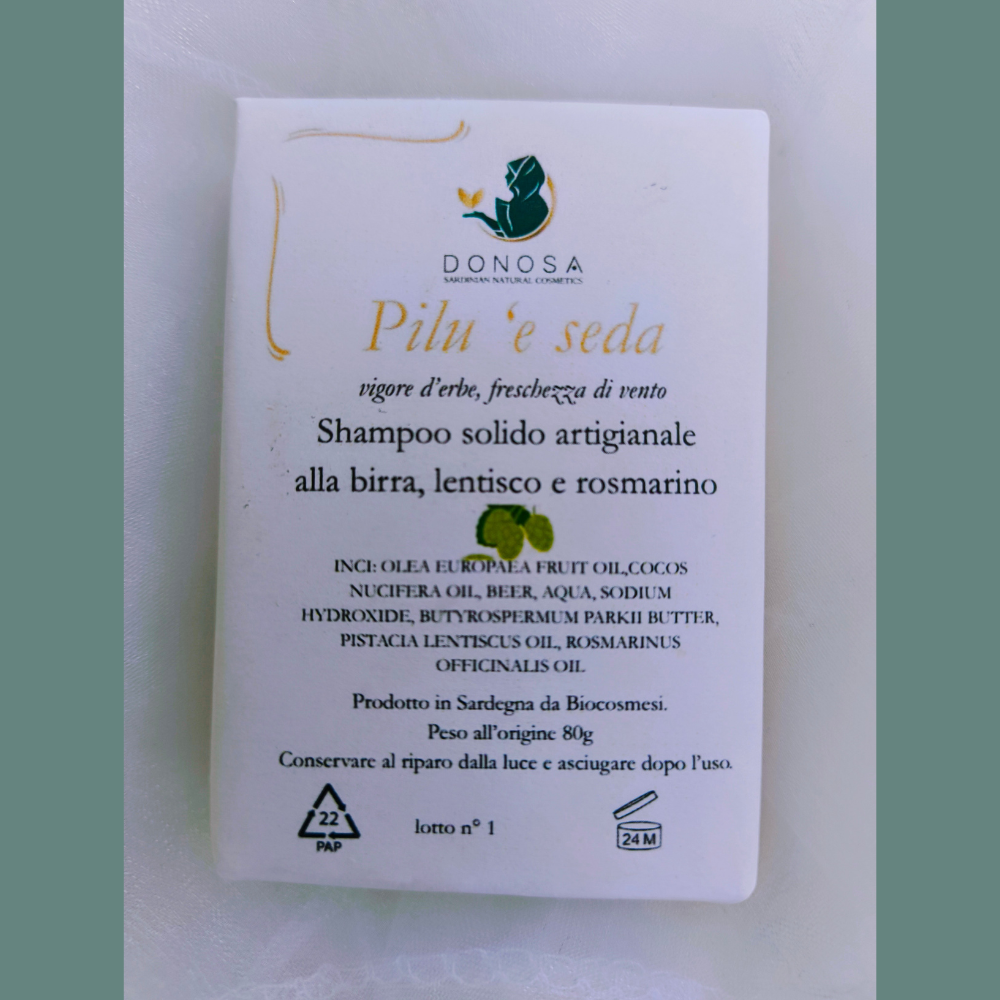 DONOSA
SARDINIAN NATURAL COSMETICS
Pilu 'e seda
vigore d'erbe, freschezza di vento
Shampoo solido artigianale
alla birra, lentisco e rosmarino
INCI: OLEA EUROPAEA FRUIT OIL,COCOS
NUCIFERA OIL, BEER, AQUA, SODIUM
HYDROXIDE, BUTYROSPERMUM PARKII BUTTER,
PISTACIA LENTISCUS OIL, ROSMARINUS
OFFICINALIS OIL
Prodotto in Sardegna da Biocosmesi.
Peso all'origine 80g
Conservare al riparo dalla luce e asciugare dopo l'uso.
22
PAP
lotto n° 1
24 M